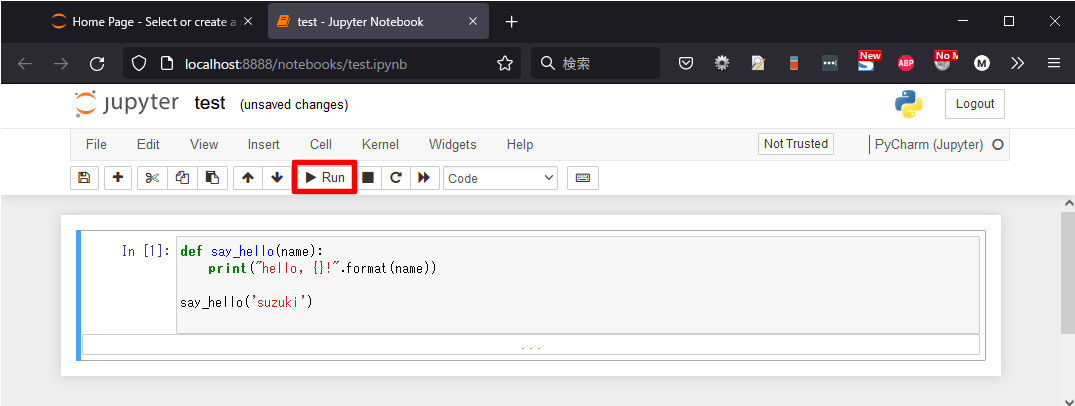 Home Page - Select or create a
test - Jupyter Notebook
localhost:8888/notebooks/test.ipynb
検索
New
ABP
No M
M
jupyter test (unsaved changes)
Logout
File Edit View Insert Cell Kernel Widgets Help
Not Trusted
PyCharm (Jupyter)
Run
Code
In [1]: def say_hello(name):
print("hello, {}!".format(name))
say_hello('suzuki')
...